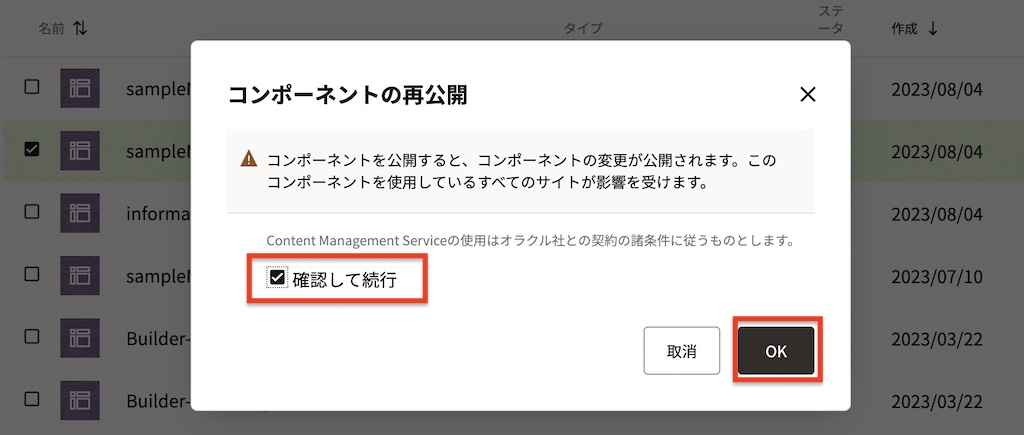 名前
タイプ
ステ
ータ
作成
コンポーネントの再公開
コンポーネントを公開すると、コンポーネントの変更が公開されます。この
コンポーネントを使用しているすべてのサイトが影響を受けます。
Content Management Serviceの使用はオラクル社との契約の諸条件に従うものとします。
確認して続行
取消
OK
2023/08/04
2023/08/04
informa
2023/08/04
2023/07/10
Builder-
2023/03/22
Builder-
2023/03/22